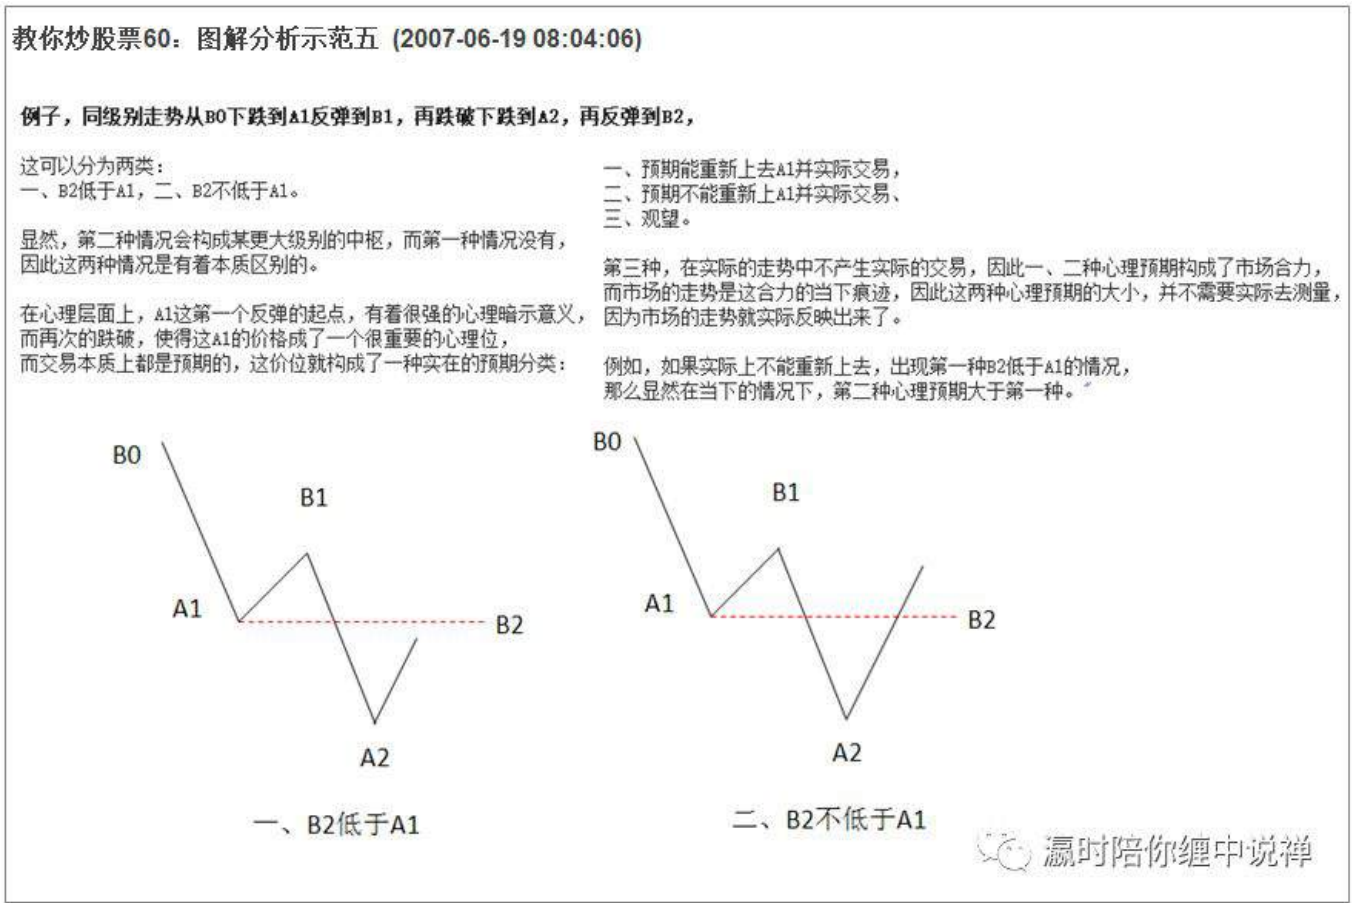 教你炒股票60：图解分析示范五 (2007-06-19 08:04:06)
例子，同级别走势从B0下跌到A1反弹到B1，再跌破下跌到A2，再反弹到B2，
这可以分为两类：
一、B2低于A1，二、B2不低于A1。
显然，第二种情况会构成某更大级别的中枢，而第一种情况没有，
因此这两种情况是有着本质区别的。
在心理层面上，A1这第一个反弹的起点，有着很强的心理暗示意义，
而再次的跌破，使得这A1的价格成了一个很重要的心理位，
而交易本质上都是预期的，这价位就构成了一种实在的预期分类：
一、预期能重新上去A1并实际交易，
二、预期不能重新上A1并实际交易、
三、观望。
第三种，在实际的走势中不产生实际的交易，因此一、二种心理预期构成了市场合力，
而市场的走势是这合力的当下痕迹，因此这两种心理预期的大小，并不需要实际去测量，
因为市场的走势就实际反映出来了。
例如，如果实际上不能重新上去，出现第一种B2低于A1的情况，
那么显然在当下的情况下，第二种心理预期大于第一种。
B0
B1
A1
B2
A2
一、B2低于A1
B0
B1
A1
B2
A2
二、B2不低于A1
瀛时陪你缠中说禅